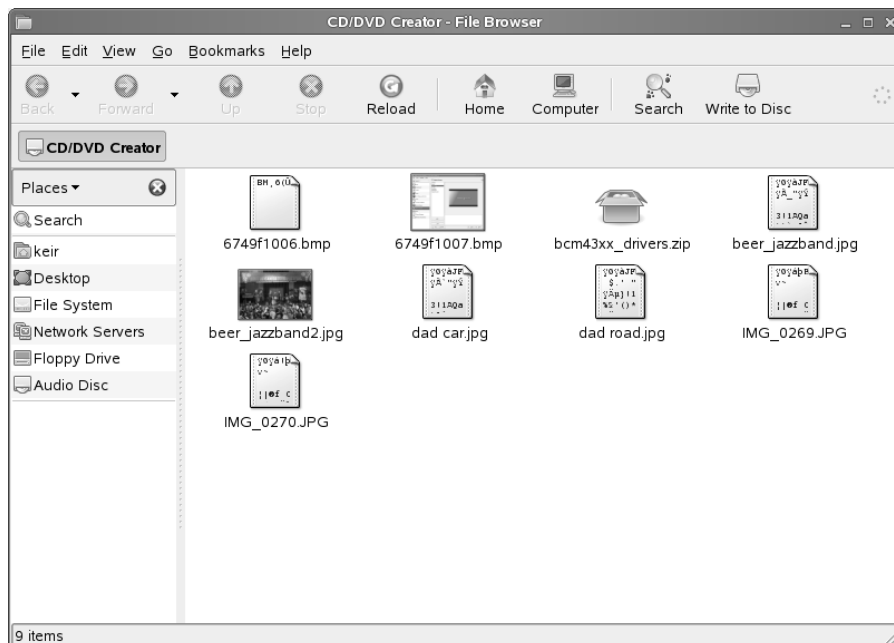 CD/DVD Creator - File Browser
File Edit View Go Bookmarks Help
Back Forward Up Stop Reload Home Computer Search Write to Disc
CD/DVD Creator
Places
Search
keir
Desktop
File System
Network Servers
Floppy Drive
Audio Disc
6749f1006.bmp 6749f1007.bmp bcm43xx_drivers.zip beer_jazzband.jpg
beer_jazzband2.jpg dad car.jpg dad road.jpg IMG_0269.JPG
IMG_0270.JPG
9 items